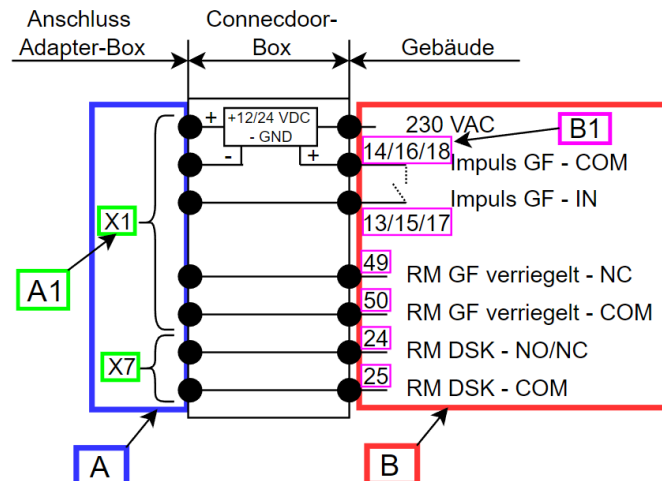 Anschluss
Adapter-Box
Connecdoor-
Box
Gebäude
+
+12/24 VDC
- GND
-
+
230 VAC
B1
14/16/18
Impuls GF - COM
Impuls GF - IN
13/15/17
X1
A1
49
RM GF verriegelt - NC
50
RM GF verriegelt - COM
24
RM DSK - NO/NC
X7
25
RM DSK - COM
A
B